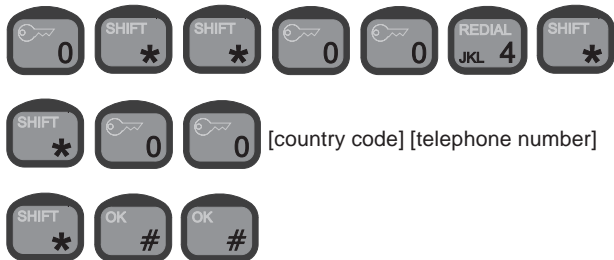 0 SHIFT * SHIFT * 0 0 REDIAL JKL 4 SHIFT *
SHIFT * 0 0 [country code] [telephone number]
SHIFT * OK # OK #